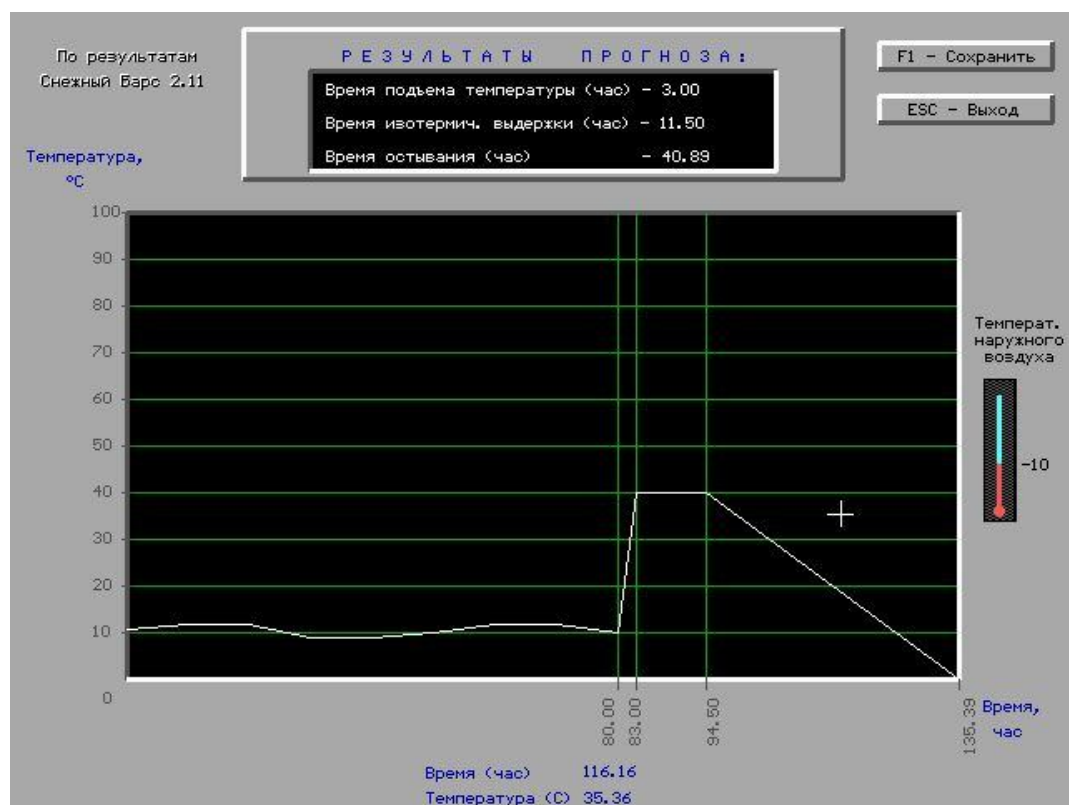 По результатам
Снежный Барс 2.11
РЕЗУЛЬТАТЫ ПРОГНОЗА:
Время подъема температуры (час) - 3.00
Время изотермич. выдержки (час) - 11.50
Время остывания (час) - 40.89
F1 - Сохранить
ESC - Выход
Температура,
°C
100
90
80
70
60
50
40
30
20
10
0
Температ.
наружного
воздуха
-10
80.00
83.00
94.50
135.39
Время,
час
Время (час) 116.16
Температура (C) 35.36